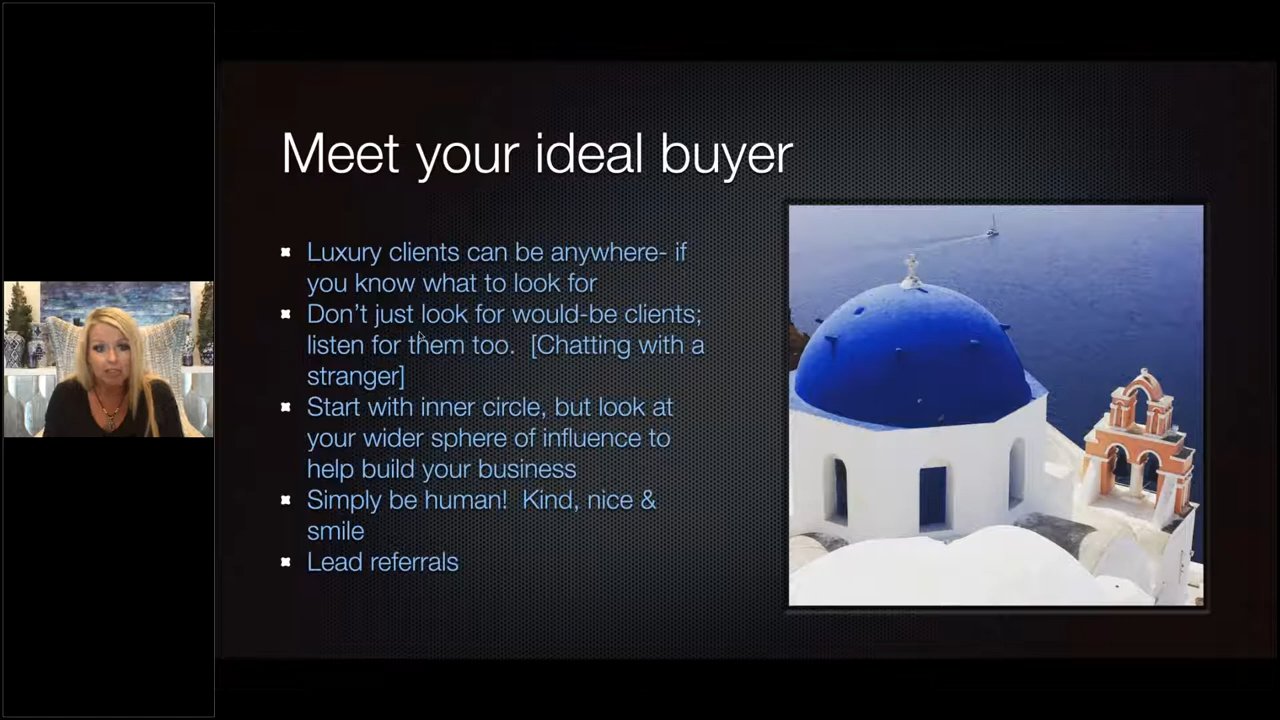 Meet your ideal buyer
Luxury clients can be anywhere- if
you know what to look for
Don't just look for would-be clients;
listen for them too.  [Chatting with a
stranger]
Start with inner circle, but look at
your wider sphere of influence to
help build your business
Simply be human!  Kind, nice &
smile
Lead referrals